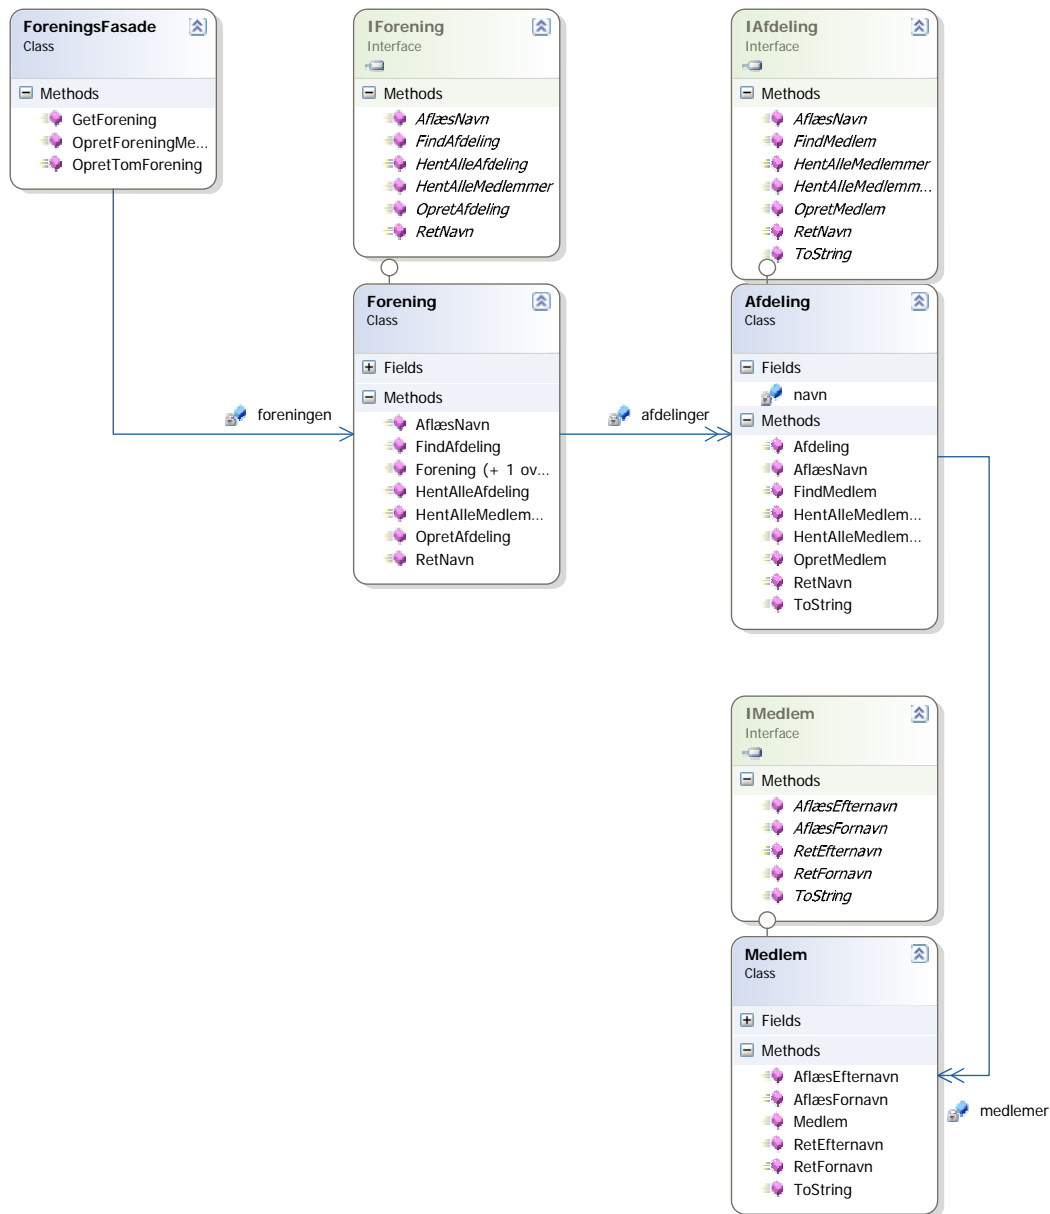 ForeningsFasade
Class
Methods
GetForening
OpretForeningMe...
OpretTomForening
IForening
Interface
Methods
AflæsNavn
FindAfdeling
HentAlleAfdeling
HentAlleMedlemmer
OpretAfdeling
RetNavn
IAfdeling
Interface
Methods
AflæsNavn
FindMedlem
HentAlleMedlemmer
HentAlleMedlemm...
OpretMedlem
RetNavn
ToString
foreningen
Forening
Class
Fields
Methods
AflæsNavn
FindAfdeling
Forening (+ 1 ov...
HentAlleAfdeling
HentAlleMedlem...
OpretAfdeling
RetNavn
afdelinger
Afdeling
Class
Fields
navn
Methods
Afdeling
AflæsNavn
FindMedlem
HentAlleMedlem...
HentAlleMedlem...
OpretMedlem
RetNavn
ToString
IMedlem
Interface
Methods
AflæsEfternavn
AflæsFornavn
RetEfternavn
RetFornavn
ToString
Medlem
Class
Fields
Methods
AflæsEfternavn
AflæsFornavn
Medlem
RetEfternavn
RetFornavn
ToString
medlemer